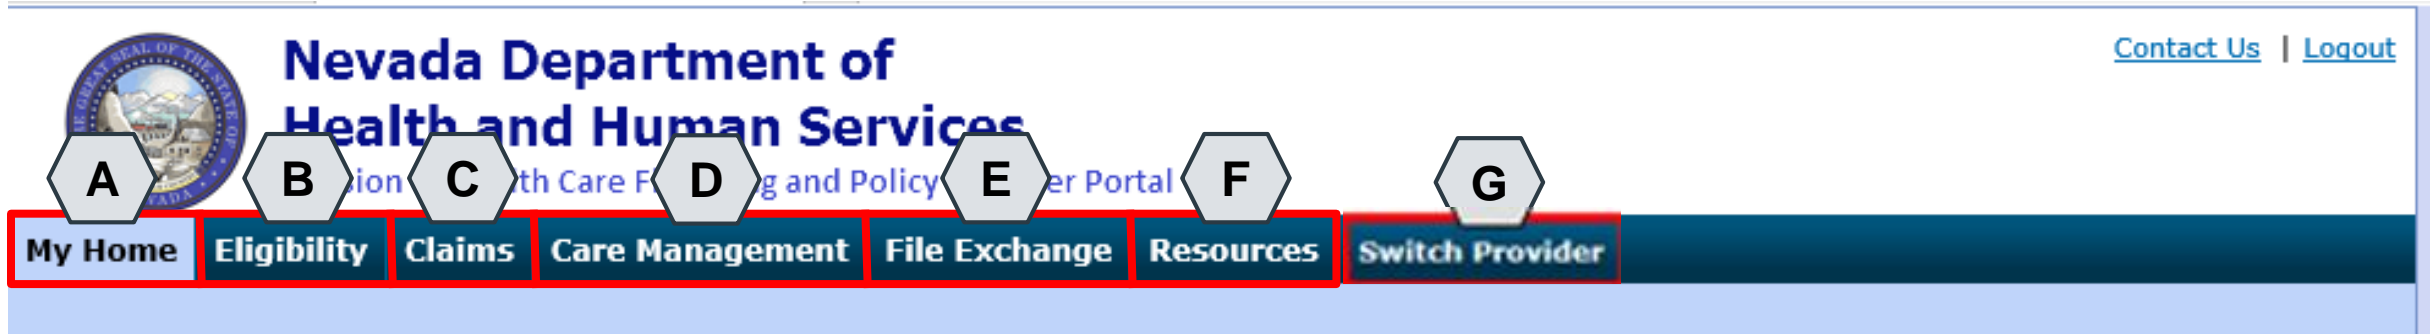 Nevada Department of
Health and Human Services
Contact Us | Logout
sion th Care F g and Policy er Portal
A B C D E F G
My Home Eligibility Claims Care Management File Exchange Resources Switch Provider